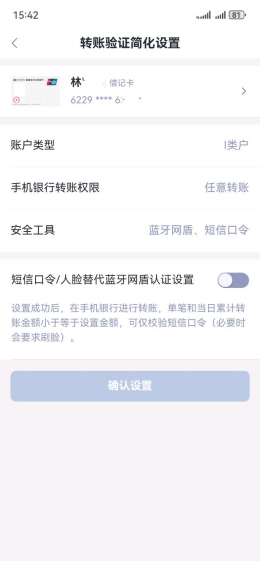 15:42
81
转账验证简化设置
林
借记卡
6229 **** 6
账户类型
I类户
手机银行转账权限
任意转账
安全工具
蓝牙网盾、短信口令
短信口令/人脸替代蓝牙网盾认证设置
设置成功后，在手机银行进行转账，单笔和当日累计转
账金额小于等于设置金额，可仅校验短信口令（必要时
会要求刷脸）。
确认设置